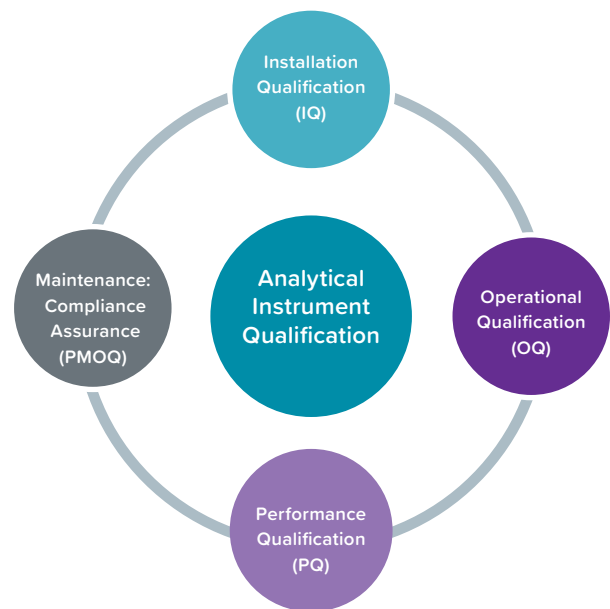 Installation
Qualification
(IQ)
Analytical
Instrument
Qualification
Maintenance:
Compliance
Assurance
(PMOQ)
Operational
Qualification
(OQ)
Performance
Qualification
(PQ)